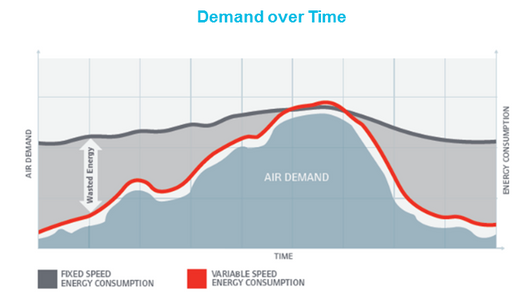 Demand over Time
AIR DEMAND
Wasted Energy
AIR DEMAND
ENERGY CONSUMPTION
TIME
FIXED SPEED
ENERGY CONSUMPTION
VARIABLE SPEED
ENERGY CONSUMPTION